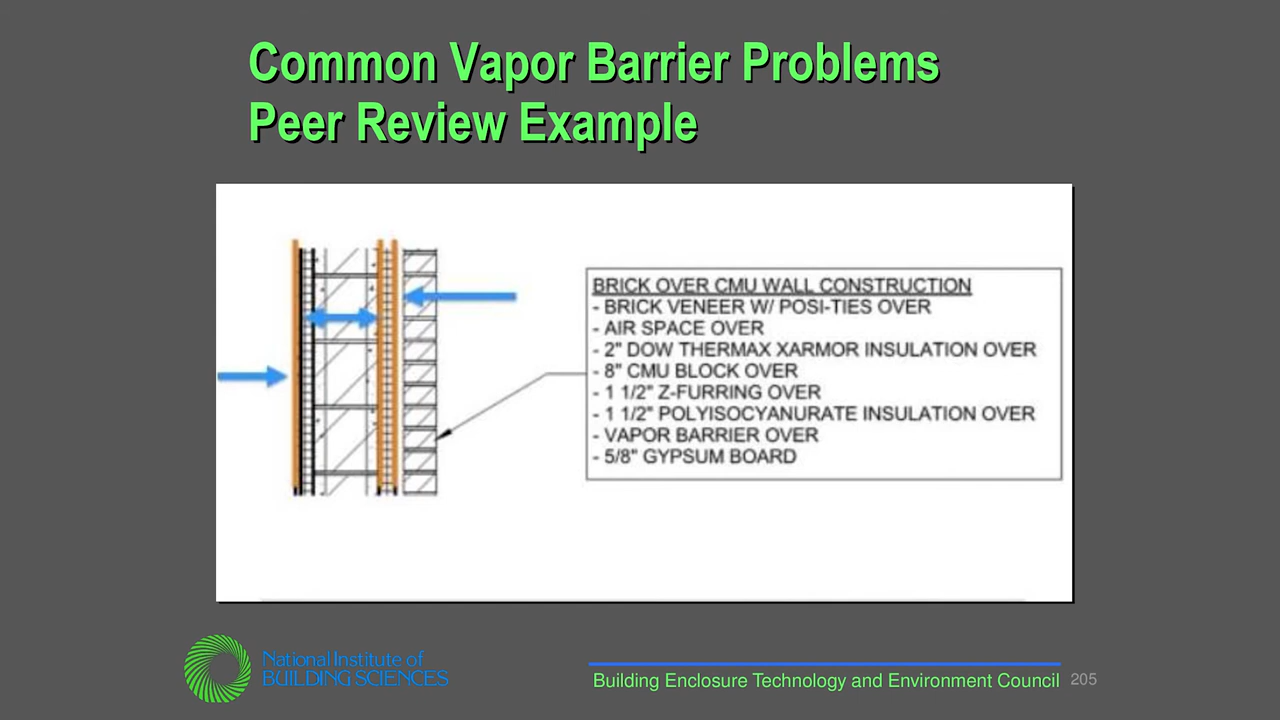 Common Vapor Barrier Problems
Peer Review Example
BRICK OVER CMU WALL CONSTRUCTION
- BRICK VENEER W/ POSI-TIES OVER
- AIR SPACE OVER
- 2" DOW THERMAX XARMOR INSULATION OVER
- 8" CMU BLOCK OVER
- 1 1/2" Z-FURRING OVER
- 1 1/2" POLYISOCYANURATE INSULATION OVER
- VAPOR BARRIER OVER
- 5/8" GYPSUM BOARD
National Institute of
BUILDING SCIENCES
Building Enclosure Technology and Environment Council 205